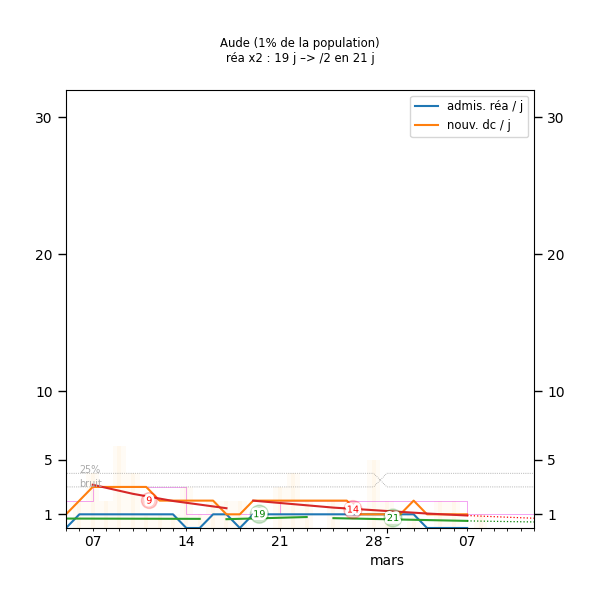 Aude (1% de la population)
réa x2 : 19 j –> /2 en 21 j
admis. réa / j
nouv. dc / j
30 30
20 20
10 10
5 5
25%
bruit
9 19 14 21
1 1
07 14 21 28 07
mars